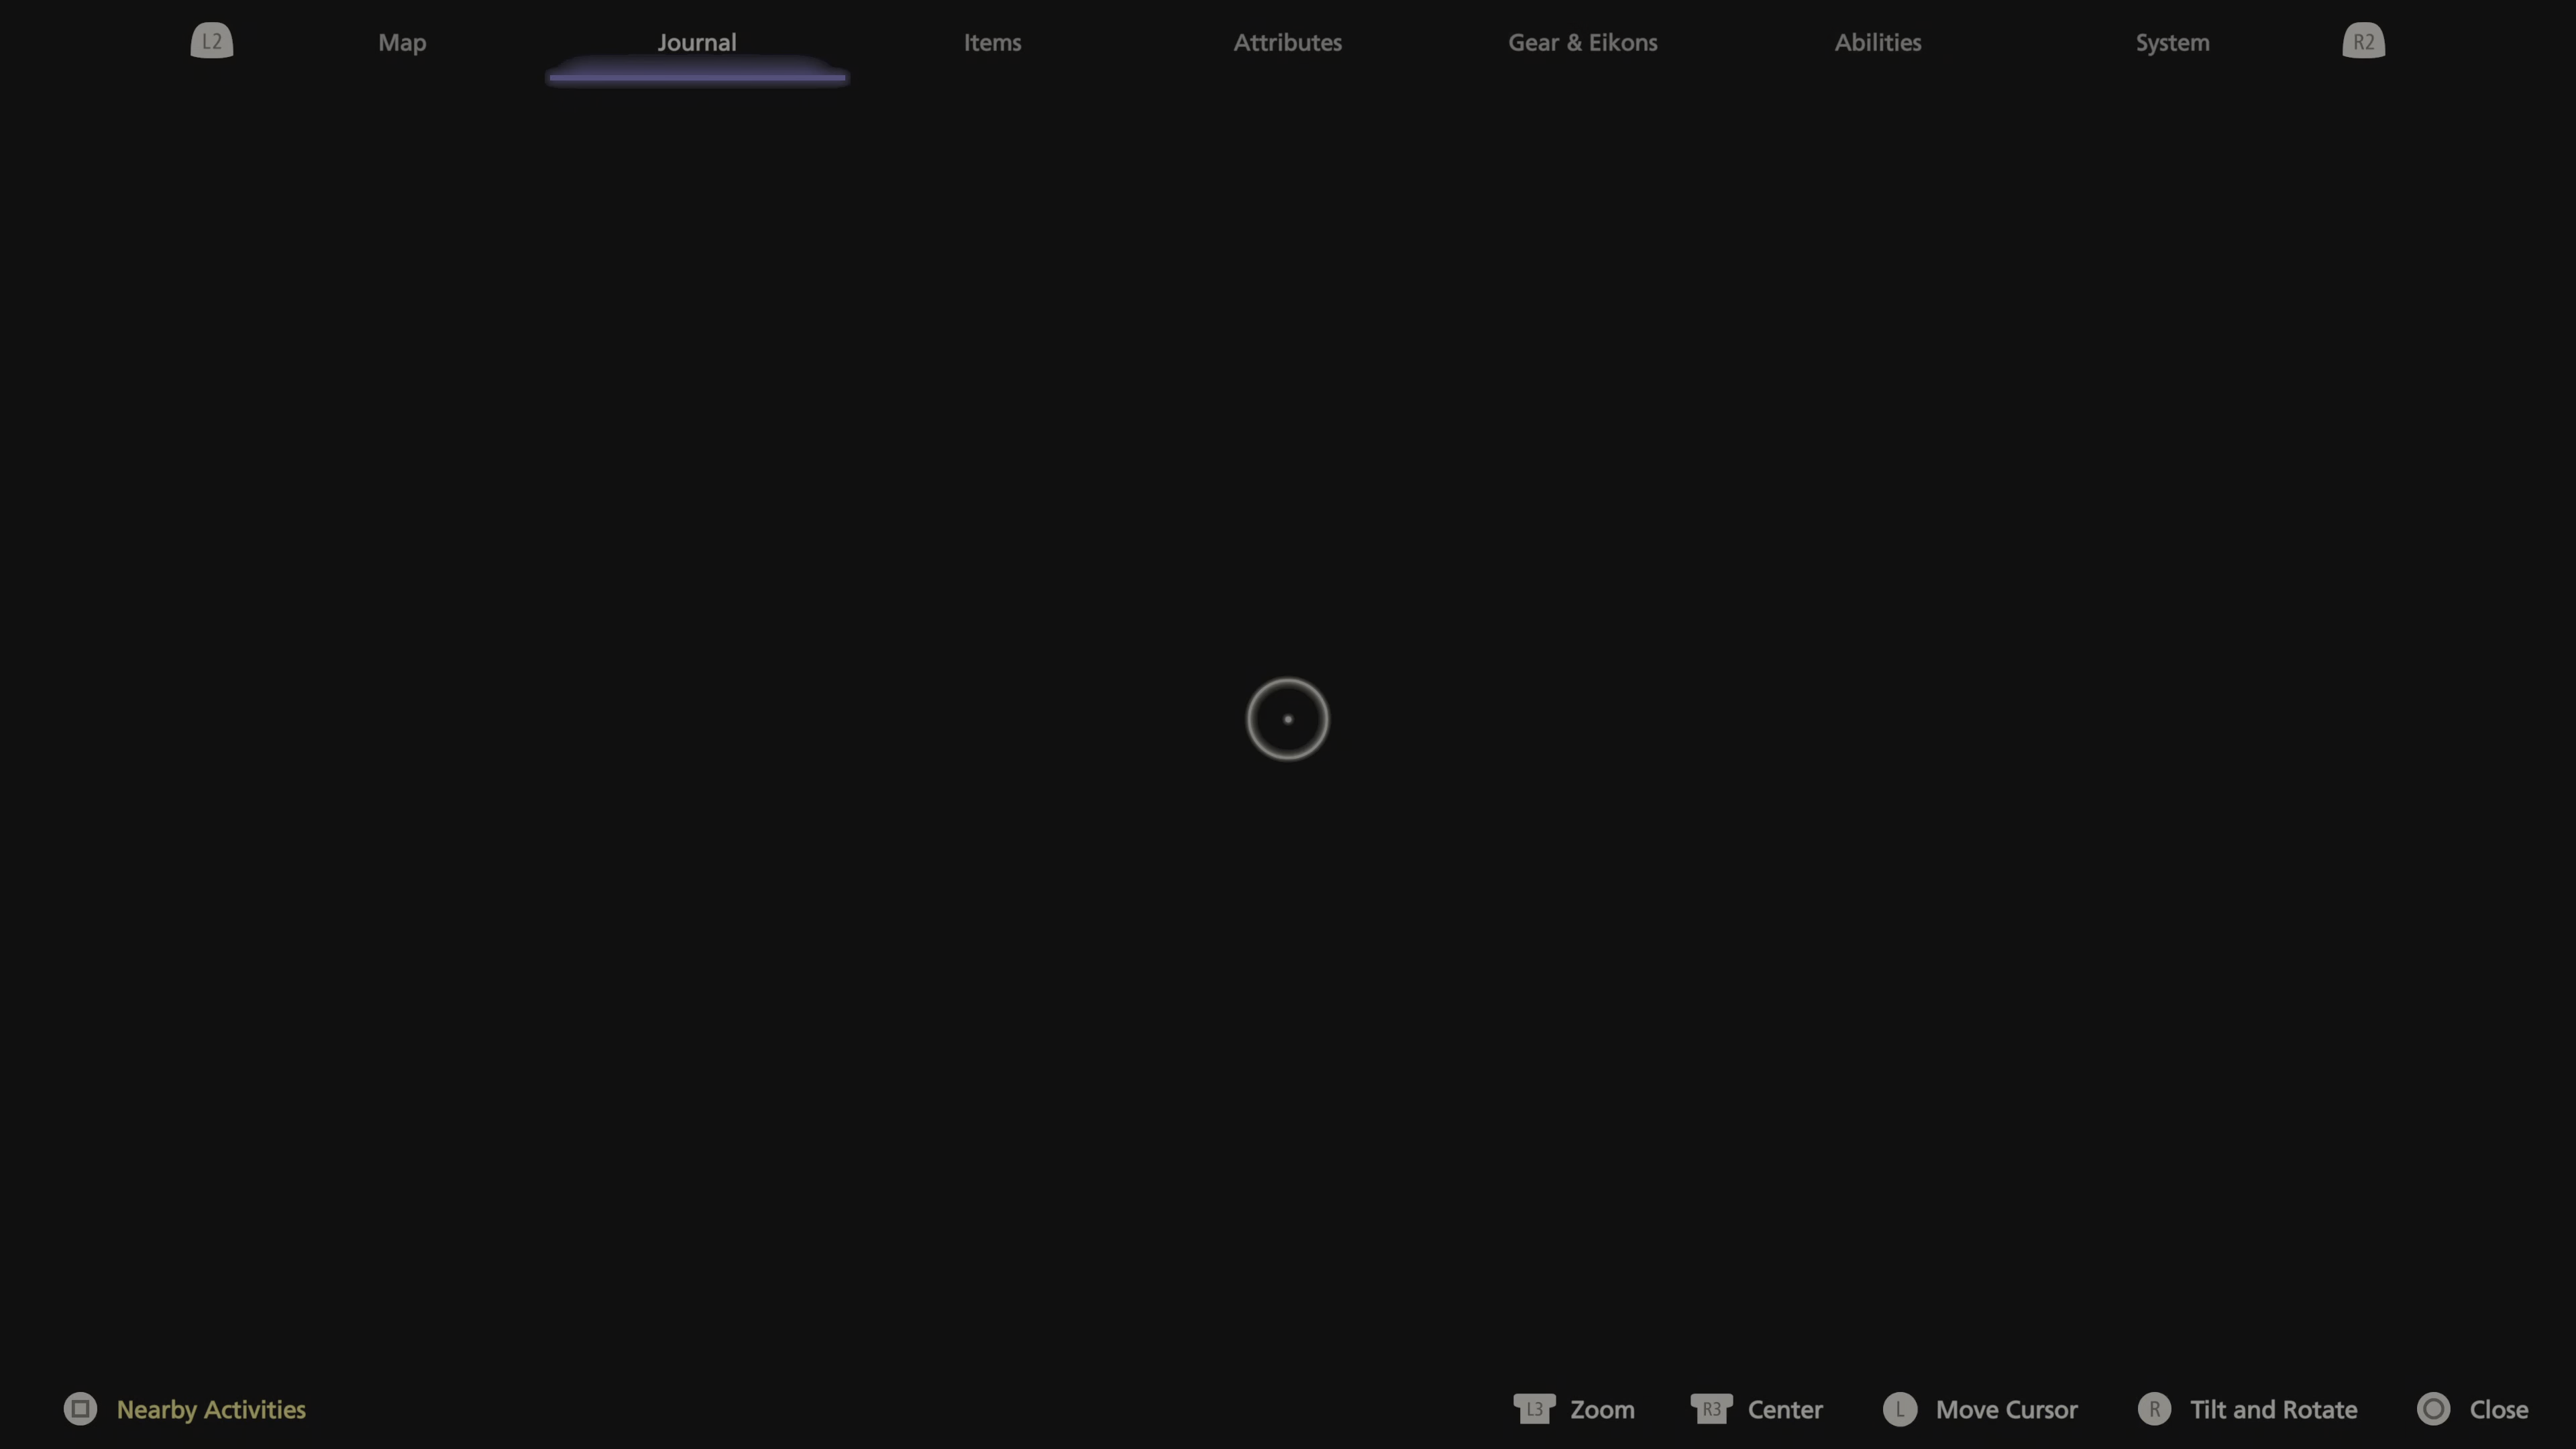 L2 Map Journal Items Attributes Gear & Eikons Abilities System R2
Nearby Activities L3 Zoom R3 Center L Move Cursor R Tilt and Rotate Close